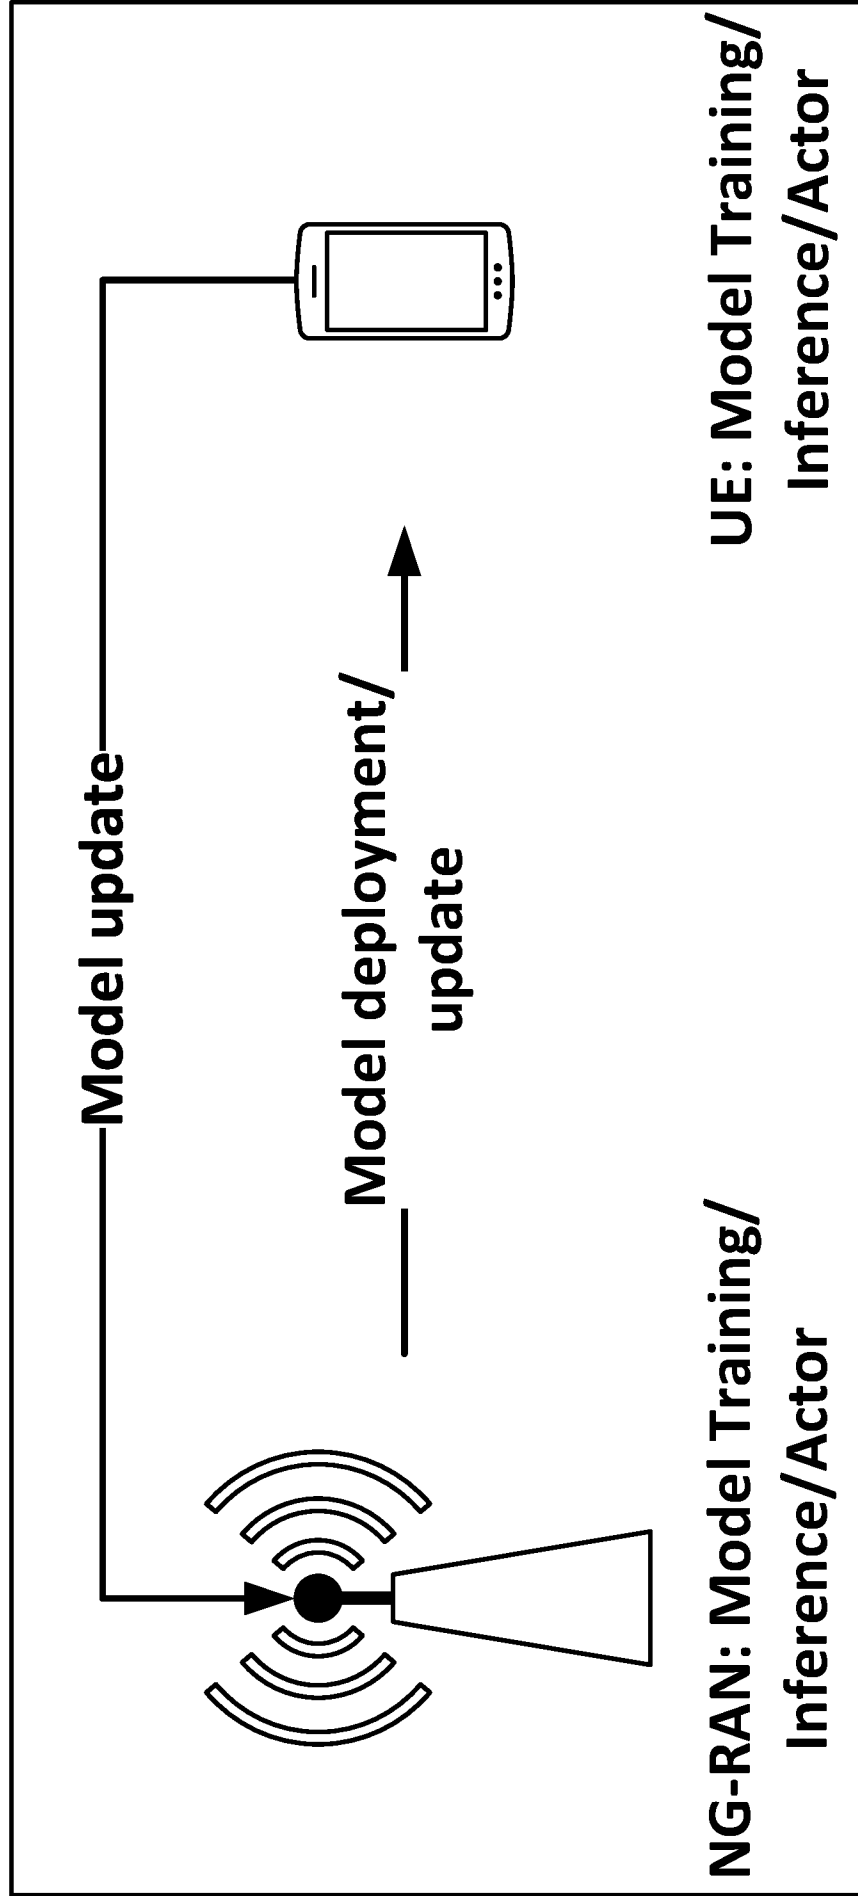 Model update
Model deployment/
update
NG-RAN: Model Training/
Inference/Actor
UE: Model Training/
Inference/Actor